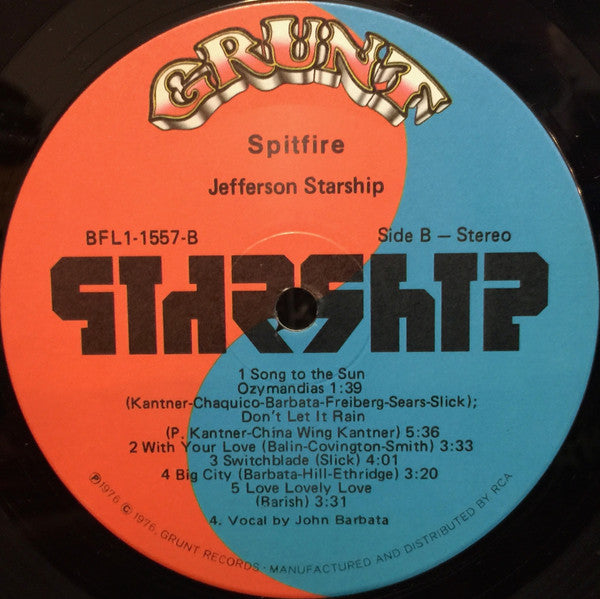 GRUNT
Spitfire
Jefferson Starship
BFL1-1557-B
Side B — Stereo
STARSHIP
1 Song to the Sun
Ozymandias 1:39
(Kantner-Chaquico-Barbata-Freiberg-Sears-Slick);
Don't Let It Rain
(P. Kantner-China Wing Kantner) 5:36
2 With Your Love (Balin-Covington-Smith) 3:33
3 Switchblade (Slick) 4:01
4 Big City (Barbata-Hill-Ethridge) 3:20
5 Love Lovely Love
(Barish) 3:31
4. Vocal by John Barbata
℗ 1976 © 1976, GRUNT RECORDS · MANUFACTURED AND DISTRIBUTED BY RCA